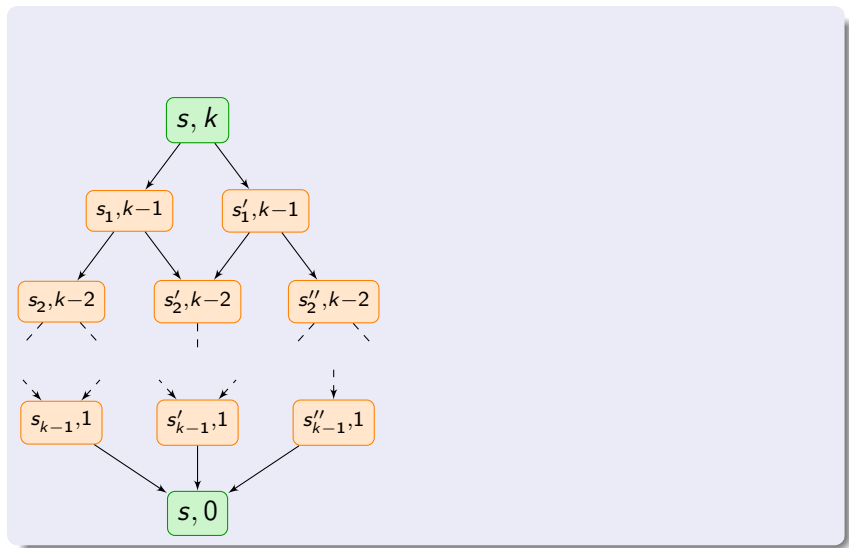 s, k
s₁,k−1 s′₁,k−1
s₂,k−2 s′₂,k−2 s′′₂,k−2
sₖ₋₁,1 s′ₖ₋₁,1 s′′ₖ₋₁,1
s, 0